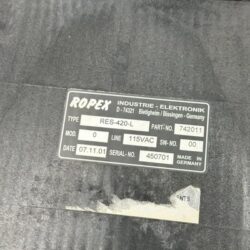 ROPEX INDUSTRIE - ELEKTRONIK
D - 74321 Bietigheim / Bissingen - Germany
TYPE RES-420-L PART-NO. 742011
MOD. 0 LINE 115VAC SW-NO. 00
DATE 07.11.01 SERIAL-NO. 450701 MADE IN GERMANY